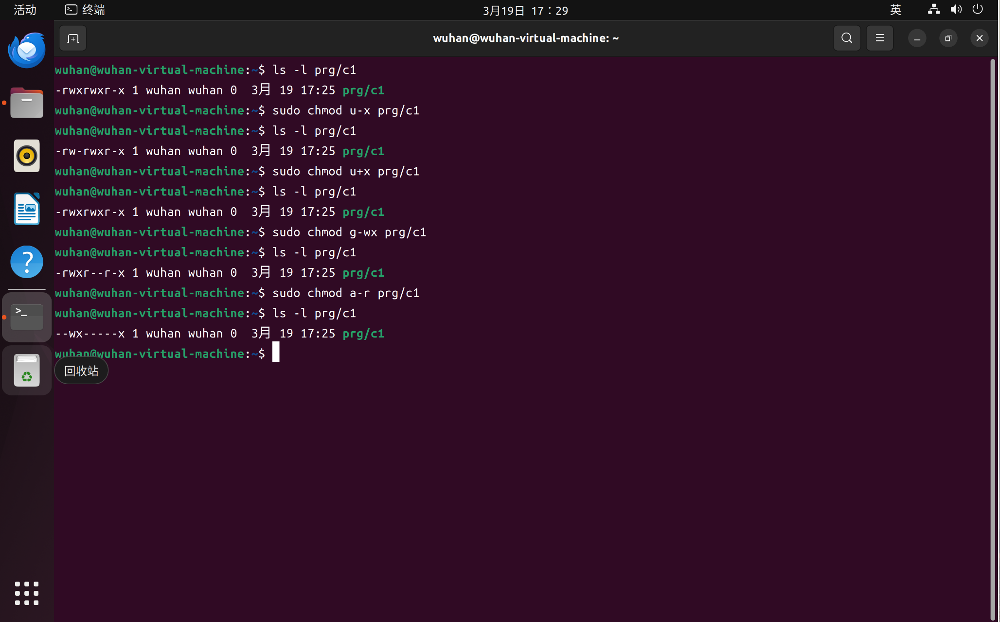 活动 终端 3月19日 17：29 英
wuhan@wuhan-virtual-machine: ~
wuhan@wuhan-virtual-machine:~$ ls -l prg/c1
-rwxrwxr-x 1 wuhan wuhan 0  3月 19 17:25 prg/c1
wuhan@wuhan-virtual-machine:~$ sudo chmod u-x prg/c1
wuhan@wuhan-virtual-machine:~$ ls -l prg/c1
-rw-rwxr-x 1 wuhan wuhan 0  3月 19 17:25 prg/c1
wuhan@wuhan-virtual-machine:~$ sudo chmod u+x prg/c1
wuhan@wuhan-virtual-machine:~$ ls -l prg/c1
-rwxrwxr-x 1 wuhan wuhan 0  3月 19 17:25 prg/c1
wuhan@wuhan-virtual-machine:~$ sudo chmod g-wx prg/c1
wuhan@wuhan-virtual-machine:~$ ls -l prg/c1
-rwxr--r-x 1 wuhan wuhan 0  3月 19 17:25 prg/c1
wuhan@wuhan-virtual-machine:~$ sudo chmod a-r prg/c1
wuhan@wuhan-virtual-machine:~$ ls -l prg/c1
--wx-----x 1 wuhan wuhan 0  3月 19 17:25 prg/c1
wuhan@wuhan-virtual-machine:~$
回收站